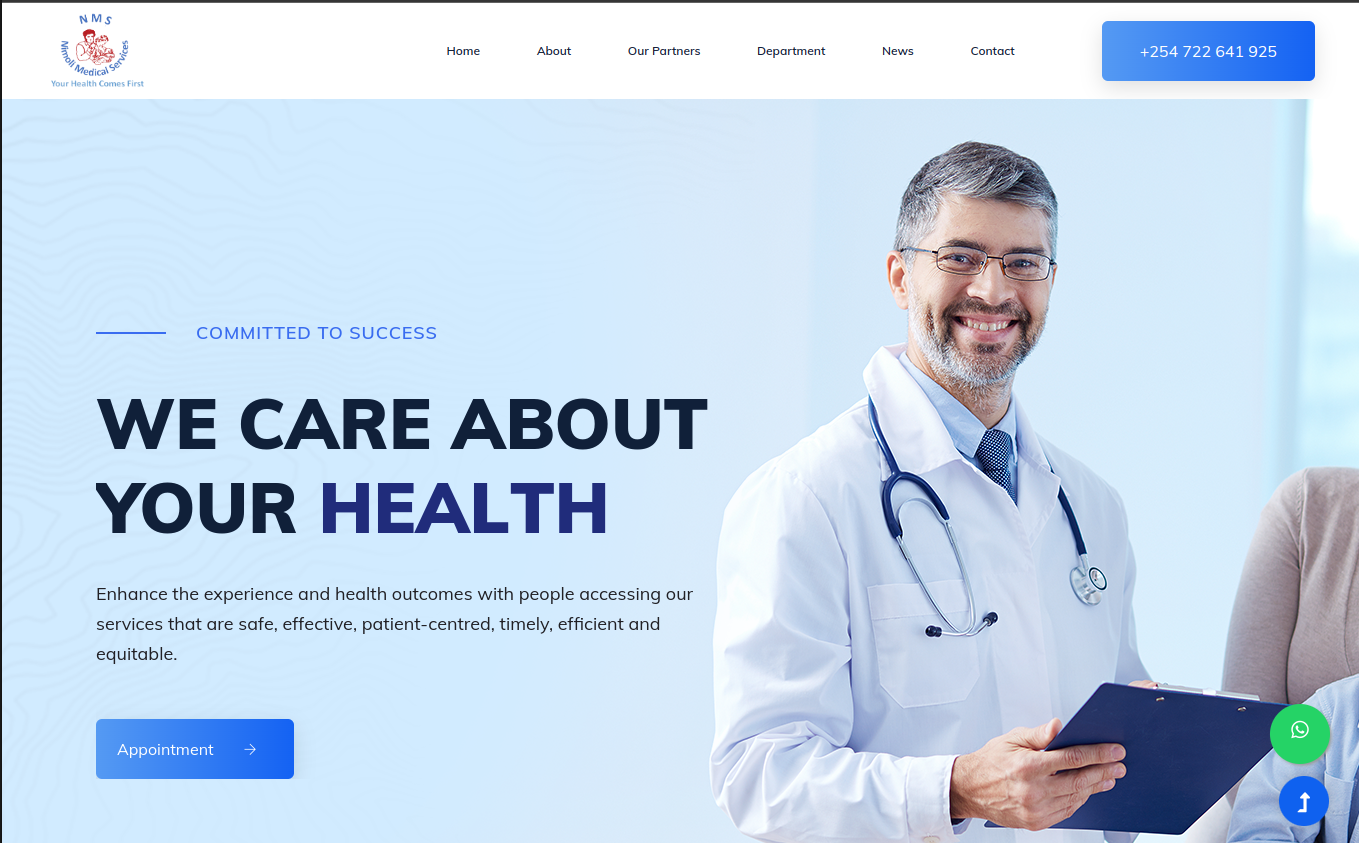 NMS
Nimoli Medical Services
Your Health Comes First
Home
About
Our Partners
Department
News
Contact
+254 722 641 925
COMMITTED TO SUCCESS
WE CARE ABOUT
YOUR HEALTH
Enhance the experience and health outcomes with people accessing our
services that are safe, effective, patient-centred, timely, efficient and
equitable.
Appointment